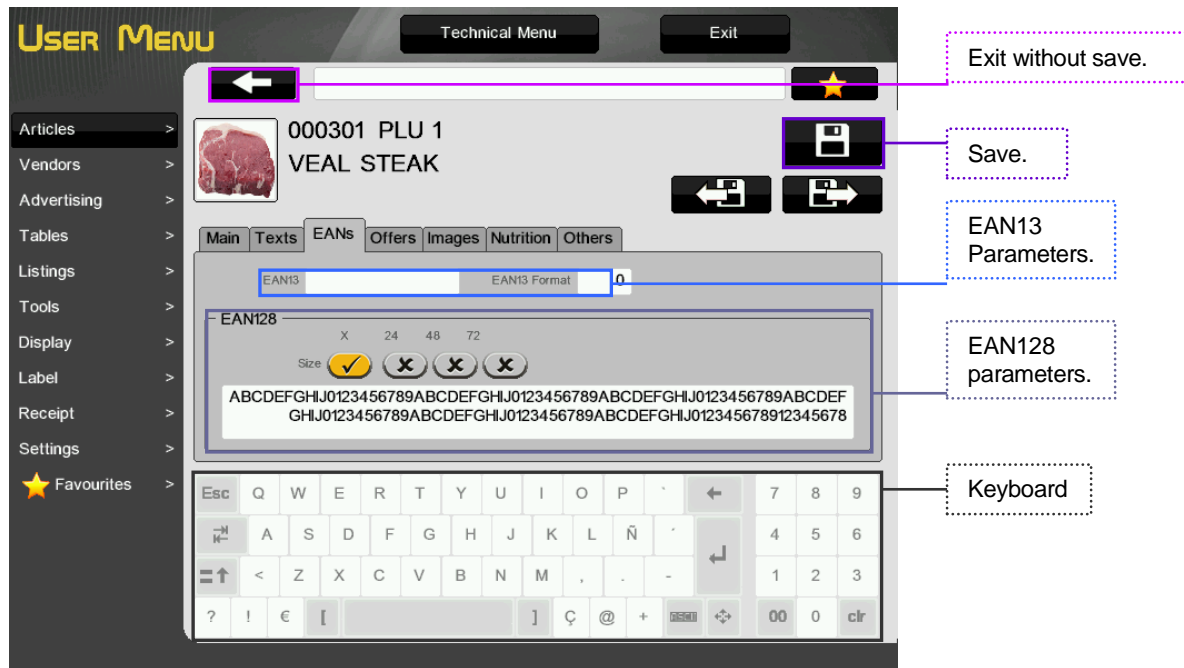 USER MENU
Technical Menu
Exit
Exit without save.
000301 PLU 1
VEAL STEAK
Save.
Articles >
Vendors >
Advertising >
Tables >
Listings >
Tools >
Display >
Label >
Receipt >
Settings >
Favourites >
Main Texts EANs Offers Images Nutrition Others
EAN13 EAN13 Format 0
EAN13
Parameters.
EAN128
X 24 48 72
Size
ABCDEFGHIJ0123456789ABCDEFGHIJ0123456789ABCDEFGHIJ0123456789ABCDEF
GHIJ0123456789ABCDEFGHIJ0123456789ABCDEFGHIJ012345678912345678
EAN128
parameters.
Esc Q W E R T Y U I O P ` 7 8 9
A S D F G H J K L Ñ ´ 4 5 6
< Z X C V B N M , . - 1 2 3
? ! € [ ] Ç @ + 00 0 clr
Keyboard